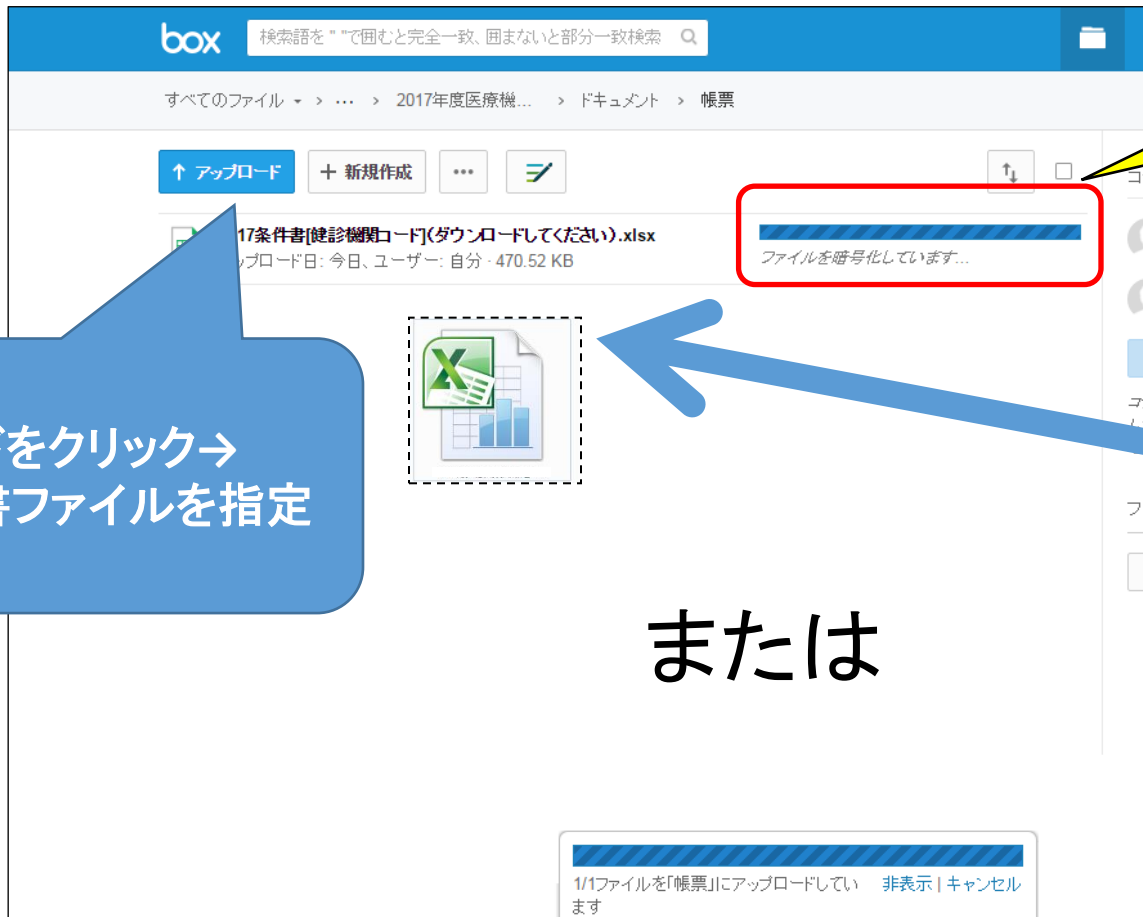 box 検索語を" "で囲むと完全一致、囲まないと部分一致検索
すべてのファイル > ... > 2017年度医療機... > ドキュメント > 帳票
↑ アップロード + 新規作成 ...
17条件書[健診機関コード](ダウンロードしてください).xlsx
プロード日: 今日、ユーザー: 自分 · 470.52 KB
ファイルを暗号化しています...
をクリック→
ファイルを指定
または
1/1ファイルを「帳票」にアップロードしてい 非表示 | キャンセル
ます